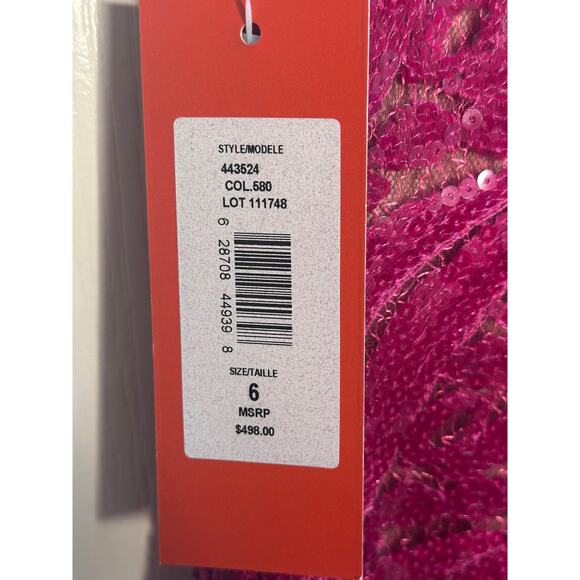 STYLE/MODELE
443524
COL.580
LOT 111748
6 28708 44939 8
SIZE/TAILLE
6
MSRP
$498.00